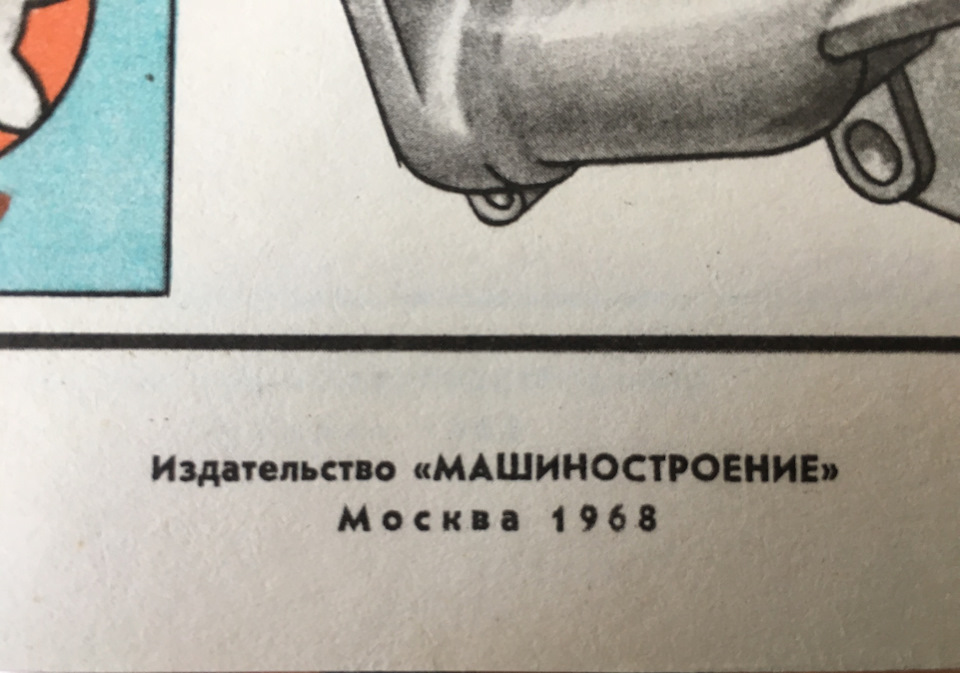 Издательство «МАШИНОСТРОЕНИЕ»
Москва 1968